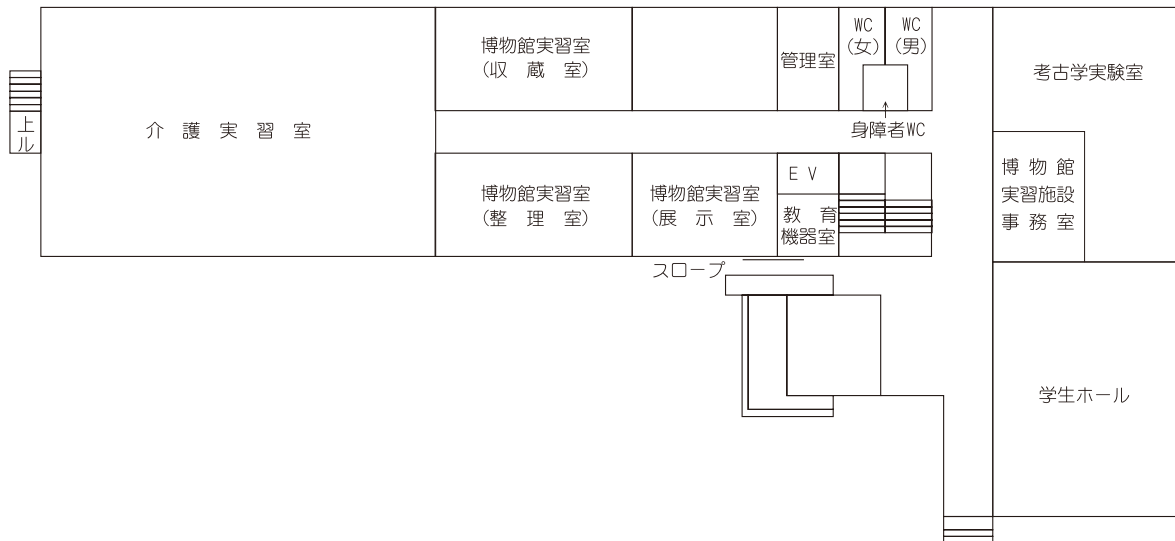 博物館実習室
(収　蔵　室)
管理室
WC
(女)
WC
(男)
考古学実験室
上ル
介　護　実　習　室
身障者WC
博物館実習室
(整　理　室)
博物館実習室
(展　示　室)
E V
教　育
機器室
博 物 館
実習施設
事 務 室
スロープ
学生ホール